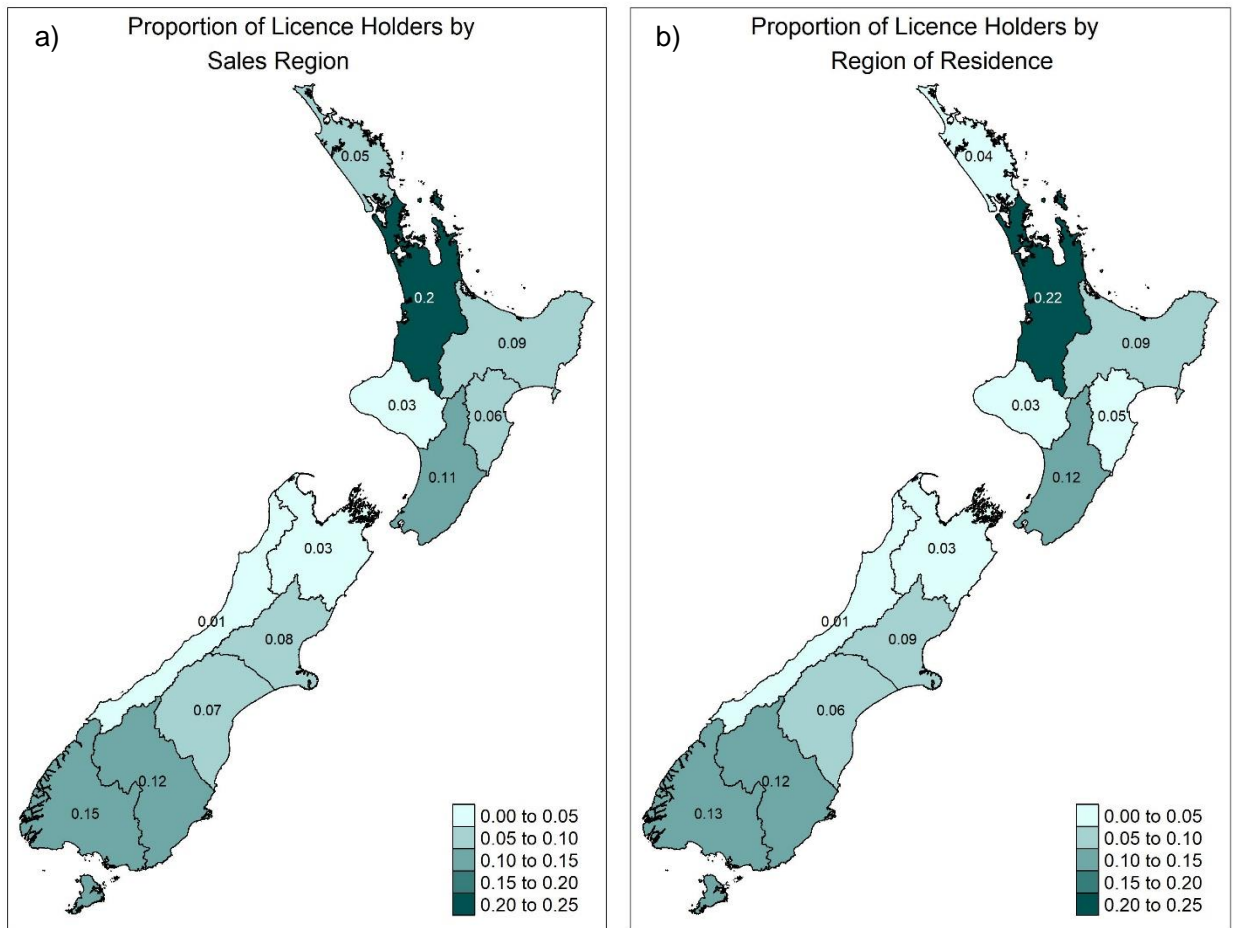 a)
Proportion of Licence Holders by
Sales Region
0.05
0.2
0.09
0.03
0.06
0.11
0.03
0.01
0.08
0.07
0.12
0.15
0.00 to 0.05
0.05 to 0.10
0.10 to 0.15
0.15 to 0.20
0.20 to 0.25
b)
Proportion of Licence Holders by
Region of Residence
0.04
0.22
0.09
0.03
0.05
0.12
0.03
0.01
0.09
0.06
0.12
0.13
0.00 to 0.05
0.05 to 0.10
0.10 to 0.15
0.15 to 0.20
0.20 to 0.25